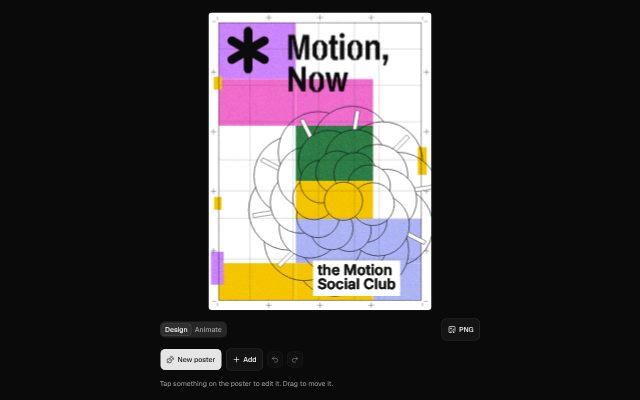 Motion,
Now
the Motion
Social Club
Design
Animate
PNG
New poster
Add
Tap something on the poster to edit it. Drag to move it.